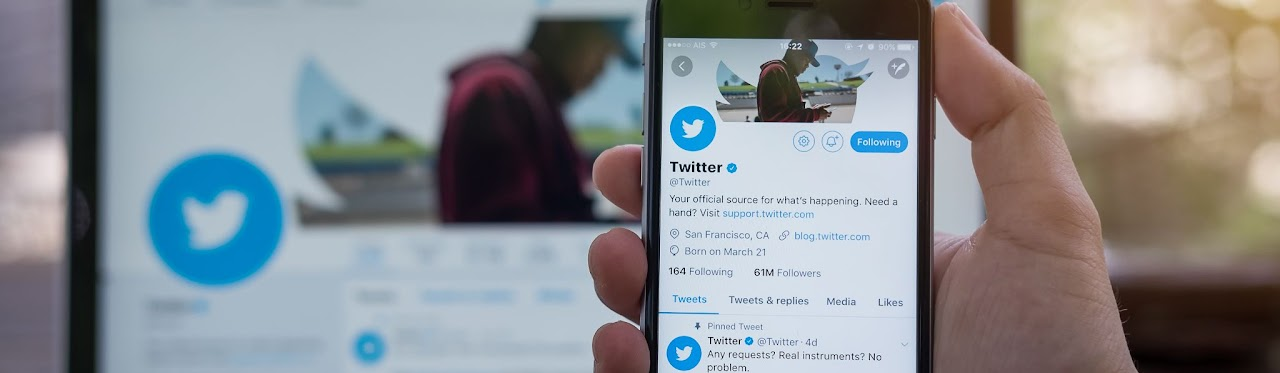 AIS 16:22 90%
Following
Twitter
@Twitter
Your official source for what's happening. Need a
hand? Visit support.twitter.com
San Francisco, CA blog.twitter.com
Born on March 21
164 Following 61M Followers
Tweets Tweets & replies Media Likes
Pinned Tweet
Twitter @Twitter · 4d
Any requests? Real instruments? No
problem.